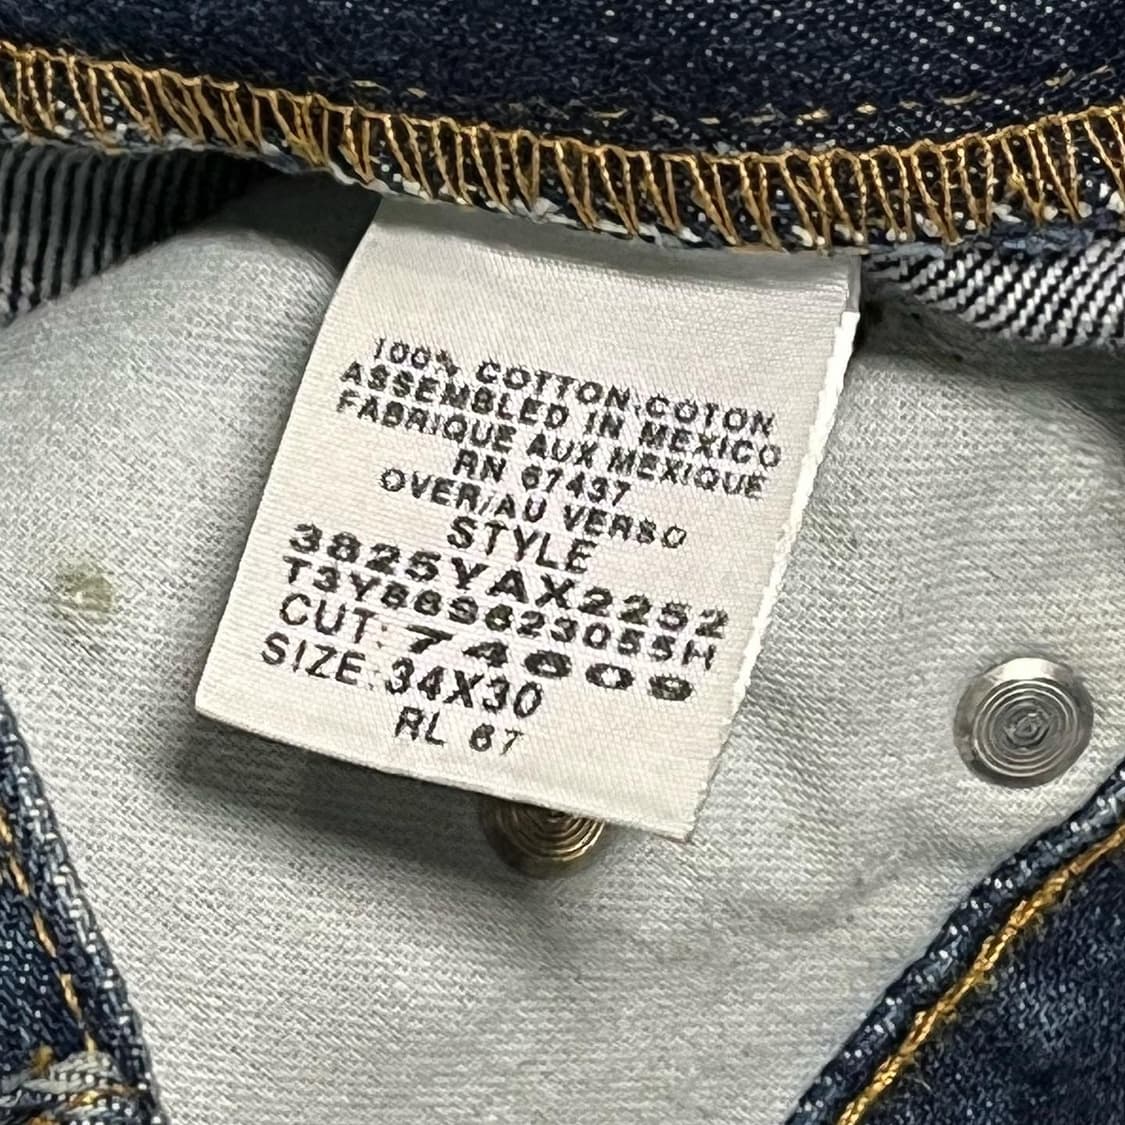 100% COTTON/COTON
ASSEMBLED IN MEXICO
FABRIQUE AUX MEXIQUE
RN 67437
OVER/AU VERSO
STYLE
3825YAX2252
T3Y88S623055H
CUT: 74609
SIZE:34X30
RL 67